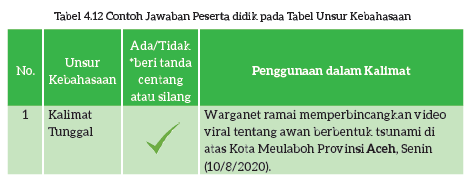 Tabel 4.12 Contoh Jawaban Peserta didik pada Tabel Unsur Kebahasaan
No.
Unsur
Kebahasaan
Ada/Tidak
*beri tanda
centang
atau silang
Penggunaan dalam Kalimat
1
Kalimat
Tunggal
Warganet ramai memperbincangkan video
viral tentang awan berbentuk tsunami di
atas Kota Meulaboh Provinsi Aceh, Senin
(10/8/2020).